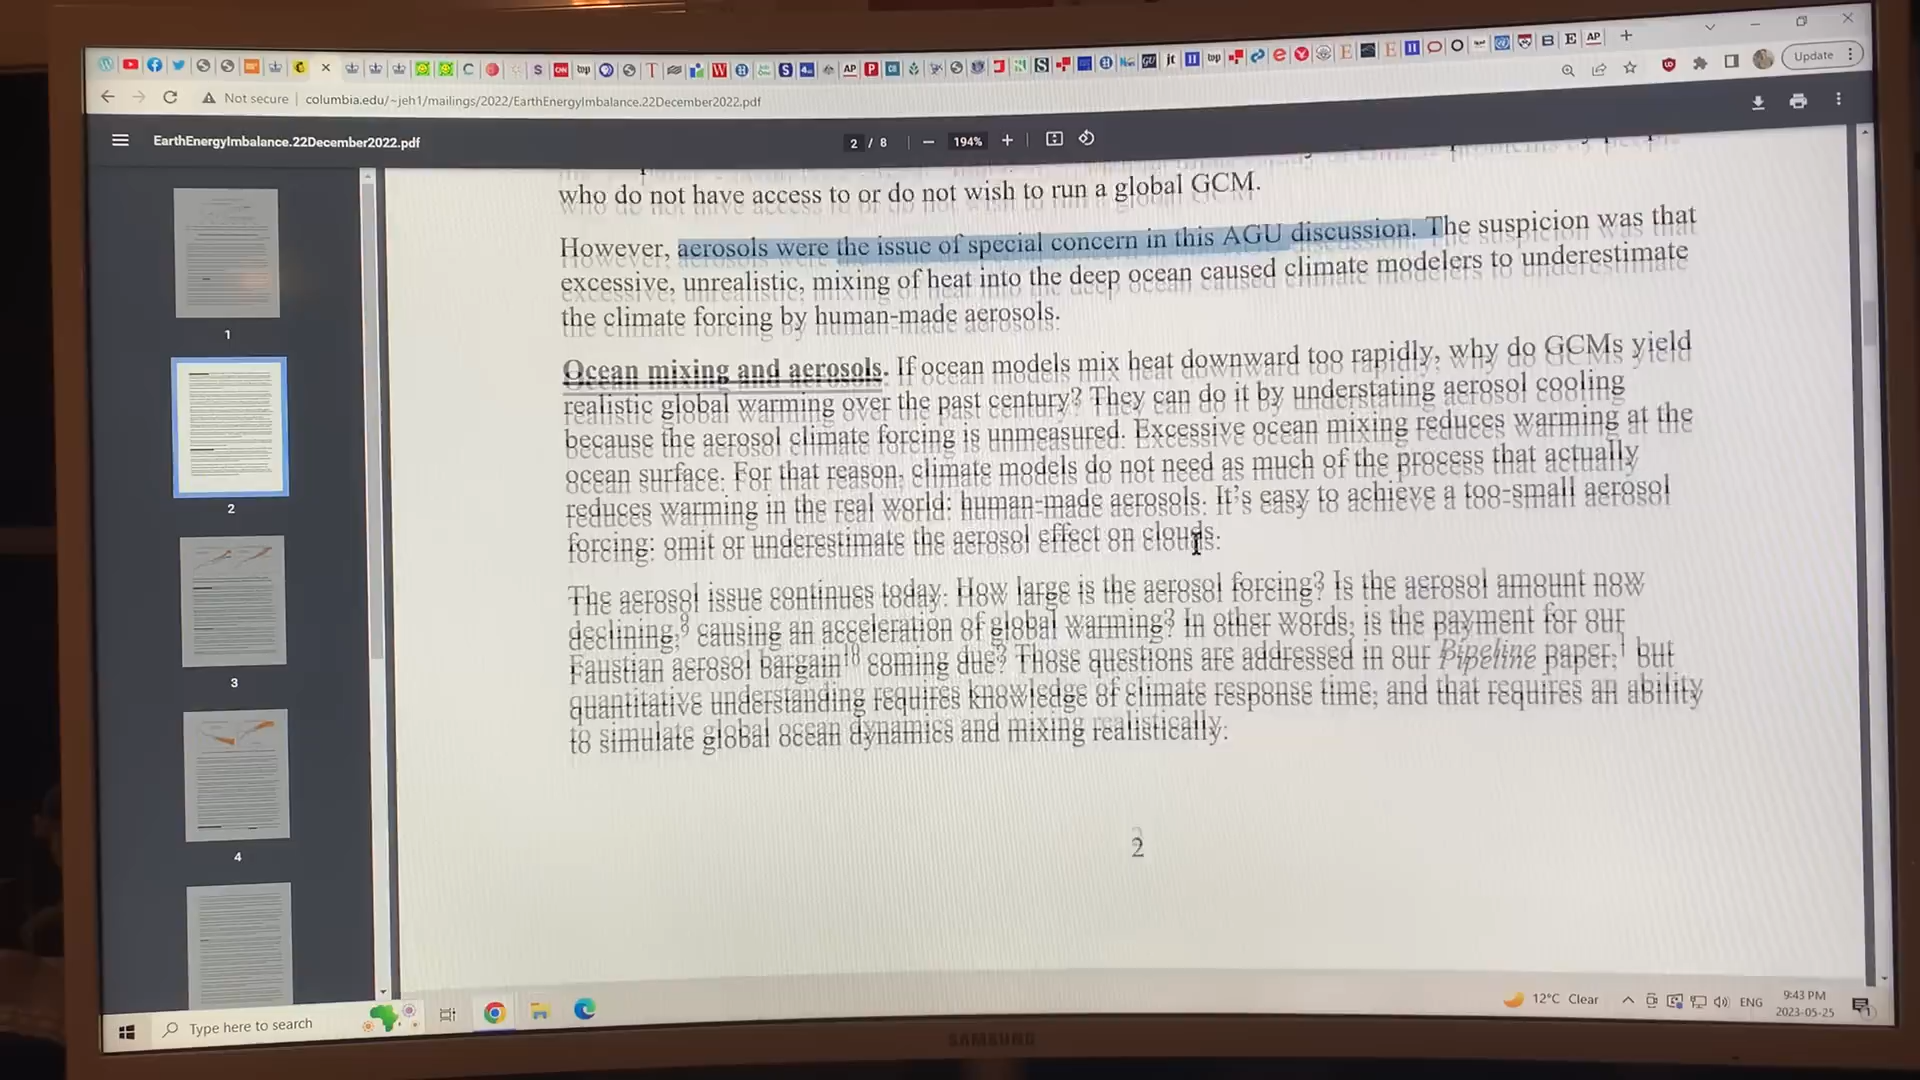 Update
Not secure | columbia.edu/~jeh1/mailings/2022/EarthEnergyImbalance.22December2022.pdf
EarthEnergyImbalance.22December2022.pdf
2 / 8
194%
who do not have access to or do not wish to run a global GCM.
However, aerosols were the issue of special concern in this AGU discussion. The suspicion was that
excessive, unrealistic, mixing of heat into the deep ocean caused climate modelers to underestimate
the climate forcing by human-made aerosols.
Ocean mixing and aerosols. If ocean models mix heat downward too rapidly, why do GCMs yield
realistic global warming over the past century? They can do it by understating aerosol cooling
because the aerosol climate forcing is unmeasured. Excessive ocean mixing reduces warming at the
ocean surface. For that reason, climate models do not need as much of the process that actually
reduces warming in the real world: human-made aerosols. It's easy to achieve a too-small aerosol
forcing: omit or underestimate the aerosol effect on clouds.
The aerosol issue continues today. How large is the aerosol forcing? Is the aerosol amount now
declining,9 causing an acceleration of global warming? In other words, is the payment for our
Faustian aerosol bargain10 coming due? Those questions are addressed in our Pipeline paper,1 but
quantitative understanding requires knowledge of climate response time, and that requires an ability
to simulate global ocean dynamics and mixing realistically.
2
1
2
3
4
Type here to search
12°C Clear
ENG
9:43 PM
2023-05-25
SAMSUNG